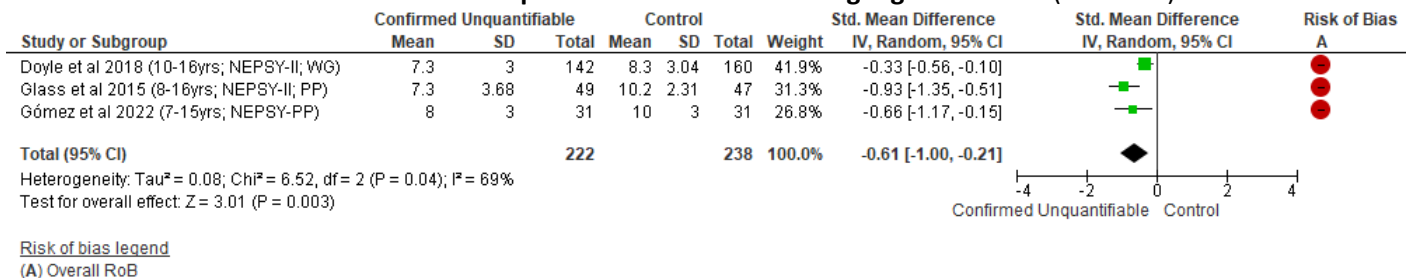 Confirmed Unquantifiable Control Std. Mean Difference Std. Mean Difference Risk of Bias
Study or Subgroup Mean SD Total Mean SD Total Weight IV, Random, 95% CI IV, Random, 95% CI A
Doyle et al 2018 (10-16yrs; NEPSY-II; WG) 7.3 3 142 8.3 3.04 160 41.9% -0.33 [-0.56, -0.10]
Glass et al 2015 (8-16yrs; NEPSY-II; PP) 7.3 3.68 49 10.2 2.31 47 31.3% -0.93 [-1.35, -0.51]
Gómez et al 2022 (7-15yrs; NEPSY-PP) 8 3 31 10 3 31 26.8% -0.66 [-1.17, -0.15]
Total (95% CI) 222 238 100.0% -0.61 [-1.00, -0.21]
Heterogeneity: Tau² = 0.08; Chi² = 6.52, df = 2 (P = 0.04); I² = 69%
Test for overall effect: Z = 3.01 (P = 0.003)
-4 -2 0 2 4
Confirmed Unquantifiable Control
Risk of bias legend
(A) Overall RoB